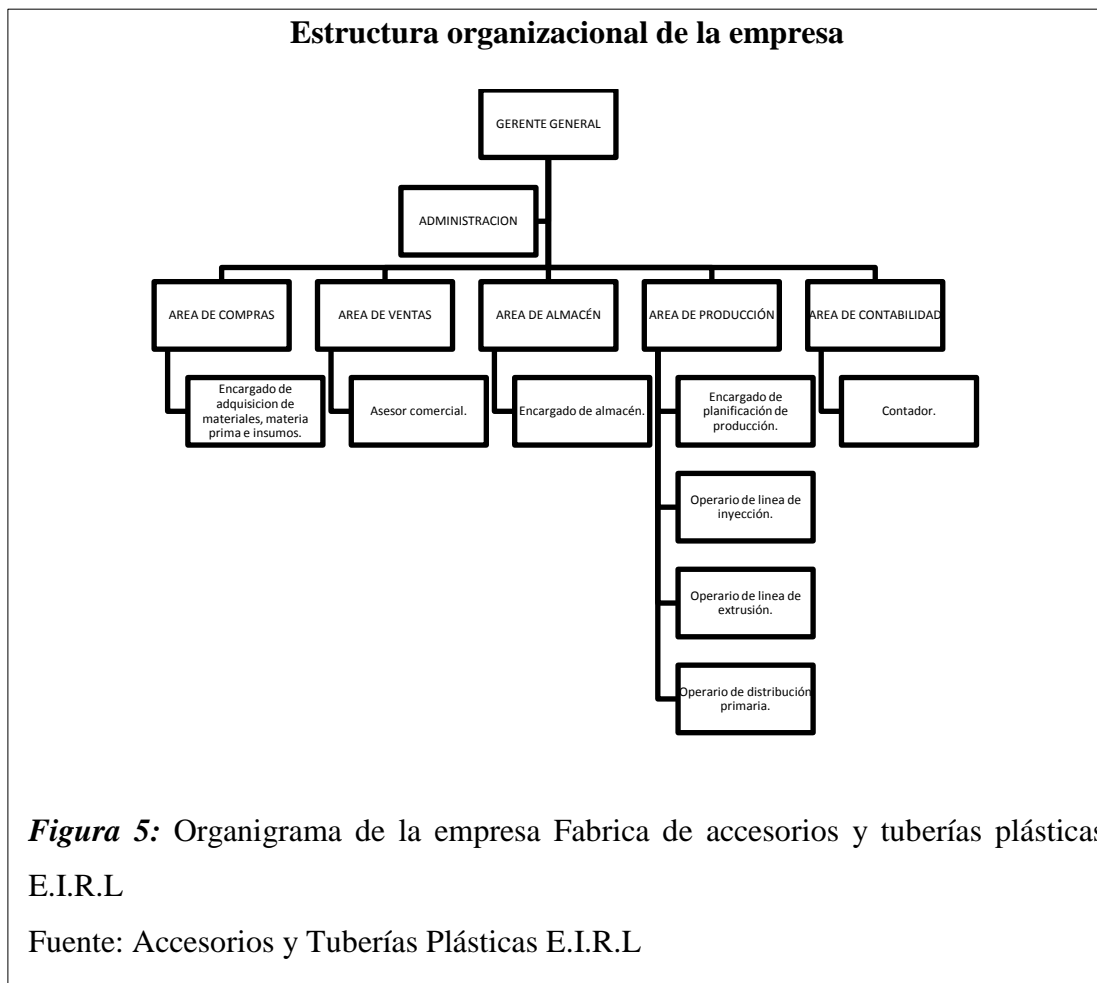 Estructura organizacional de la empresa
GERENTE GENERAL
ADMINISTRACION
AREA DE COMPRAS
AREA DE VENTAS
AREA DE ALMACÉN
AREA DE PRODUCCIÓN
AREA DE CONTABILIDAD
Encargado de
adquisicion de
materiales, materia
prima e insumos.
Asesor comercial.
Encargado de almacén.
Encargado de
planificación de
producción.
Contador.
Operario de linea de
inyección.
Operario de linea de
extrusión.
Operario de distribución
primaria.
Figura 5: Organigrama de la empresa Fabrica de accesorios y tuberías plásticas
E.I.R.L
Fuente: Accesorios y Tuberías Plásticas E.I.R.L